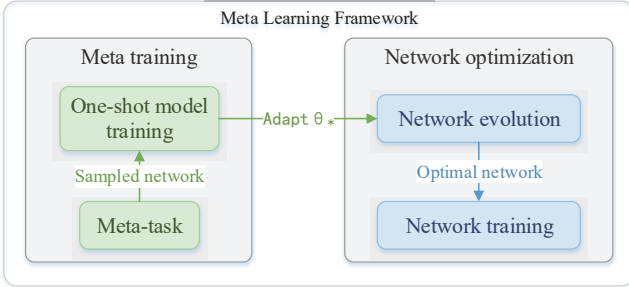 Meta Learning Framework
Meta training
One-shot model
training
Sampled network
Meta-task
Adapt θ*
Network optimization
Network evolution
Optimal network
Network training